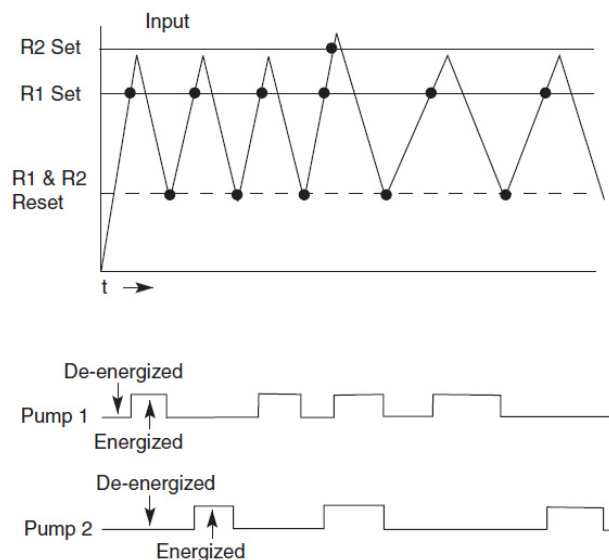 Input
R2 Set
R1 Set
R1 & R2
Reset
t
De-energized
Pump 1
Energized
De-energized
Pump 2
Energized